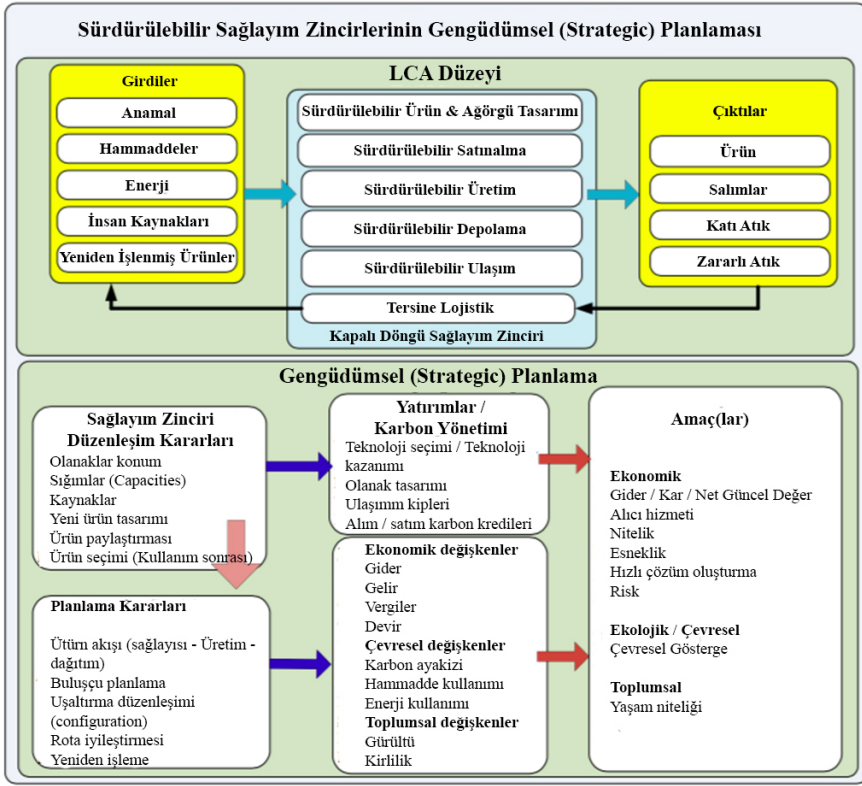 Sürdürülebilir Sağlayım Zincirlerinin Gengüdümsel (Strategic) Planlaması
LCA Düzeyi
Girdiler
Anamal
Hammaddeler
Enerji
İnsan Kaynakları
Yeniden İşlenmiş Ürünler
Sürdürülebilir Ürün & Ağörgü Tasarımı
Sürdürülebilir Satınalma
Sürdürülebilir Üretim
Sürdürülebilir Depolama
Sürdürülebilir Ulaşım
Tersine Lojistik
Kapalı Döngü Sağlayım Zinciri
Çıktılar
Ürün
Salımlar
Katı Atık
Zararlı Atık
Gengüdümsel (Strategic) Planlama
Sağlayım Zinciri
Düzenleşim Kararları
Olanaklar konum
Sığımlar (Capacities)
Kaynaklar
Yeni ürün tasarımı
Ürün paylaştırması
Ürün seçimi (Kullanım sonrası)
Planlama Kararları
Ütürn akışı (sağlayısı - Üretim -
dağıtım)
Buluşçu planlama
Uşaltırma düzenleşimi
(configuration)
Rota iyileştirmesi
Yeniden işleme
Yatırımlar /
Karbon Yönetimi
Teknoloji seçimi / Teknoloji
kazanımı
Olanak tasarımı
Ulaşımm kipleri
Alım / satım karbon kredileri
Ekonomik değişkenler
Gider
Gelir
Vergiler
Devir
Çevresel değişkenler
Karbon ayakizi
Hammadde kullanımı
Enerji kullanımı
Toplumsal değişkenler
Gürültü
Kirlilik
Amaç(lar)
Ekonomik
Gider / Kar / Net Güncel Değer
Alıcı hizmeti
Nitelik
Esneklik
Hızlı çözüm oluşturma
Risk
Ekolojik / Çevresel
Çevresel Gösterge
Toplumsal
Yaşam niteliği